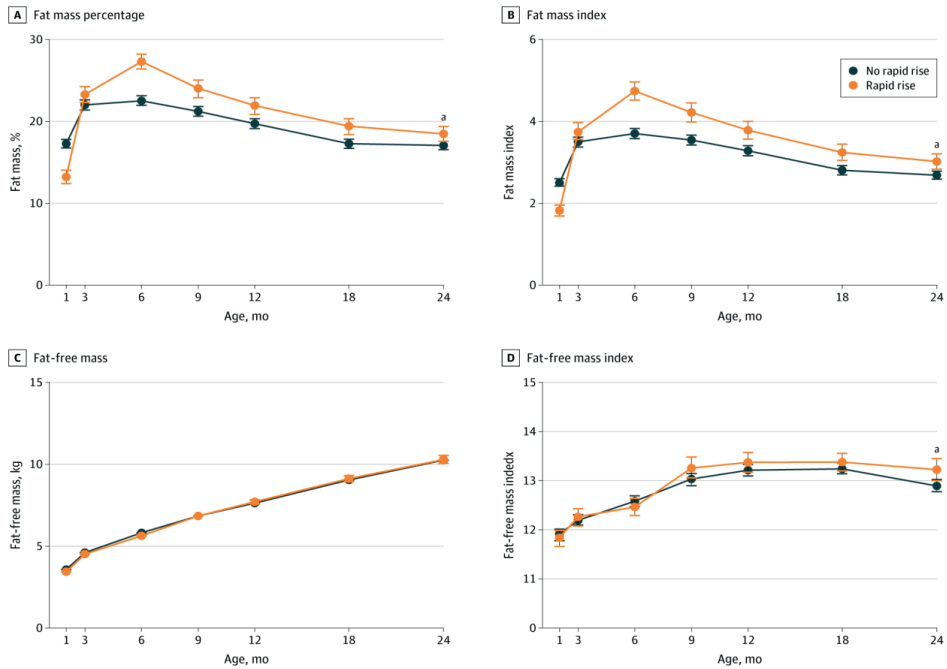 A Fat mass percentage
30
20
10
0
Fat mass, %
a
1 3 6 9 12 18 24
Age, mo
B Fat mass index
6
4
2
0
Fat mass index
No rapid rise
Rapid rise
a
1 3 6 9 12 18 24
Age, mo
C Fat-free mass
15
10
5
0
Fat-free mass, kg
1 3 6 9 12 18 24
Age, mo
D Fat-free mass index
15
14
13
12
11
0
Fat-free mass indedx
a
1 3 6 9 12 18 24
Age, mo